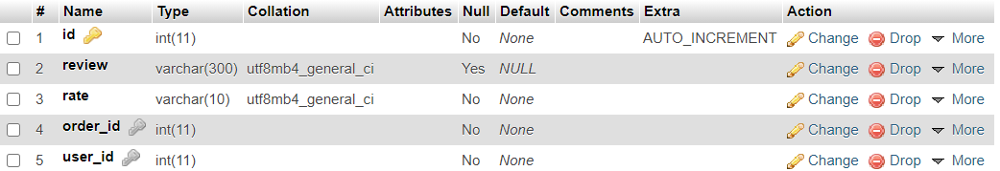 # Name Type Collation Attributes Null Default Comments Extra Action
1 id int(11) No None AUTO_INCREMENT Change Drop More
2 review varchar(300) utf8mb4_general_ci Yes NULL Change Drop More
3 rate varchar(10) utf8mb4_general_ci No None Change Drop More
4 order_id int(11) No None Change Drop More
5 user_id int(11) No None Change Drop More